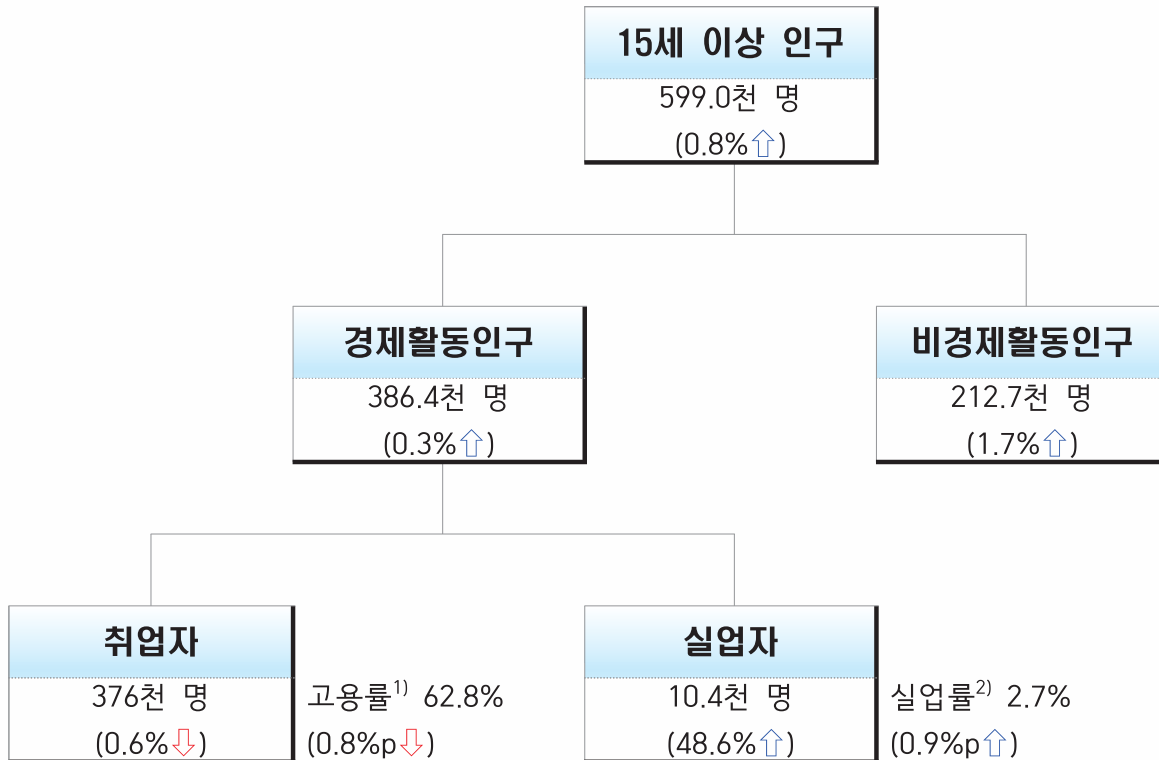 15세 이상 인구
599.0천 명
(0.8%⇧)
경제활동인구
386.4천 명
(0.3%⇧)
비경제활동인구
212.7천 명
(1.7%⇧)
취업자
376천 명
(0.6%⇩)
고용률1) 62.8%
(0.8%p⇩)
실업자
10.4천 명
(48.6%⇧)
실업률2) 2.7%
(0.9%p⇧)